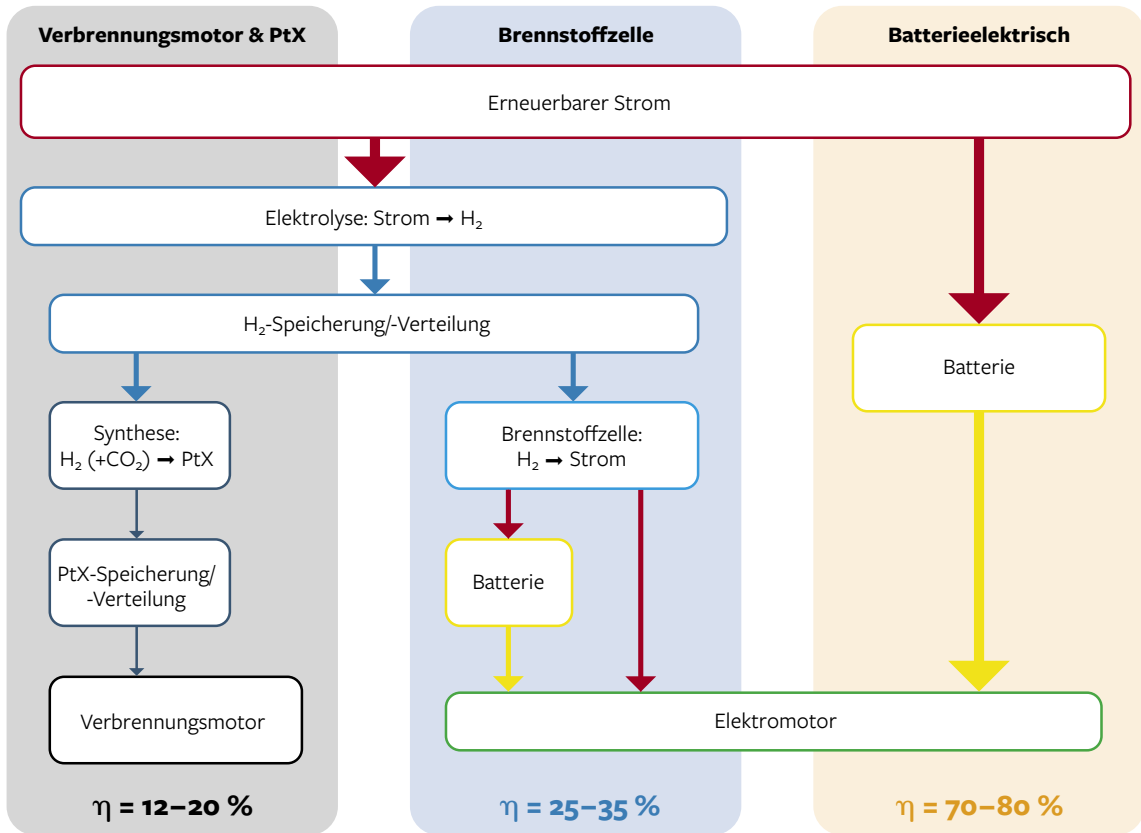 Verbrennungsmotor & PtX
Brennstoffzelle
Batterieelektrisch
Erneuerbarer Strom
Elektrolyse: Strom ➞ H₂
H₂-Speicherung/-Verteilung
Batterie
Synthese:
H₂ (+CO₂) ➞ PtX
Brennstoffzelle:
H₂ ➞ Strom
PtX-Speicherung/
-Verteilung
Batterie
Verbrennungsmotor
Elektromotor
η = 12–20 %
η = 25–35 %
η = 70–80 %